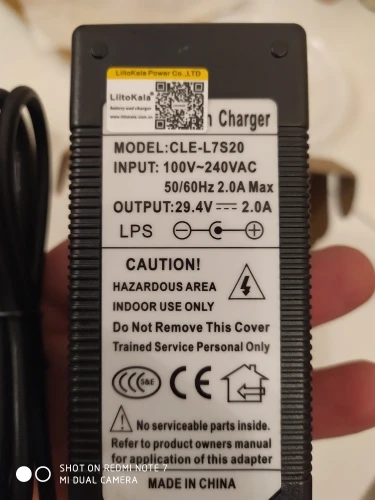 LiitoKala Power Co.,LTD
LiitoKala®
Battery and charger
n Charger
MODEL:CLE-L7S20
INPUT: 100V~240VAC
50/60Hz 2.0A Max
OUTPUT:29.4V 2.0A
LPS
CAUTION!
HAZARDOUS AREA
INDOOR USE ONLY
Do Not Remove This Cover
Trained Service Personal Only
S&E
CE
No serviceable parts inside.
Refer to product owners manual
for application of this adapter
MADE IN CHINA
SHOT ON REDMI NOTE 7
MI DUAL CAMERA